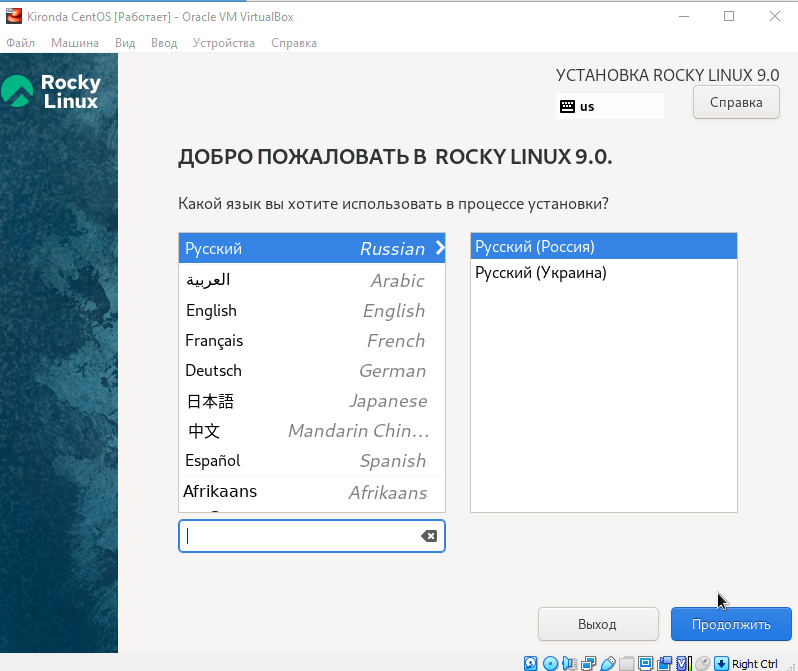 Kironda CentOS [Работает] - Oracle VM VirtualBox
Файл Машина Вид Ввод Устройства Справка
Rocky
Linux
УСТАНОВКА ROCKY LINUX 9.0
us
Справка
ДОБРО ПОЖАЛОВАТЬ В ROCKY LINUX 9.0.
Какой язык вы хотите использовать в процессе установки?
Русский Russian
العربية Arabic
English English
Français French
Deutsch German
日本語 Japanese
中文 Mandarin Chin…
Español Spanish
Afrikaans Afrikaans
Русский (Россия)
Русский (Украина)
Выход
Продолжить
Right Ctrl